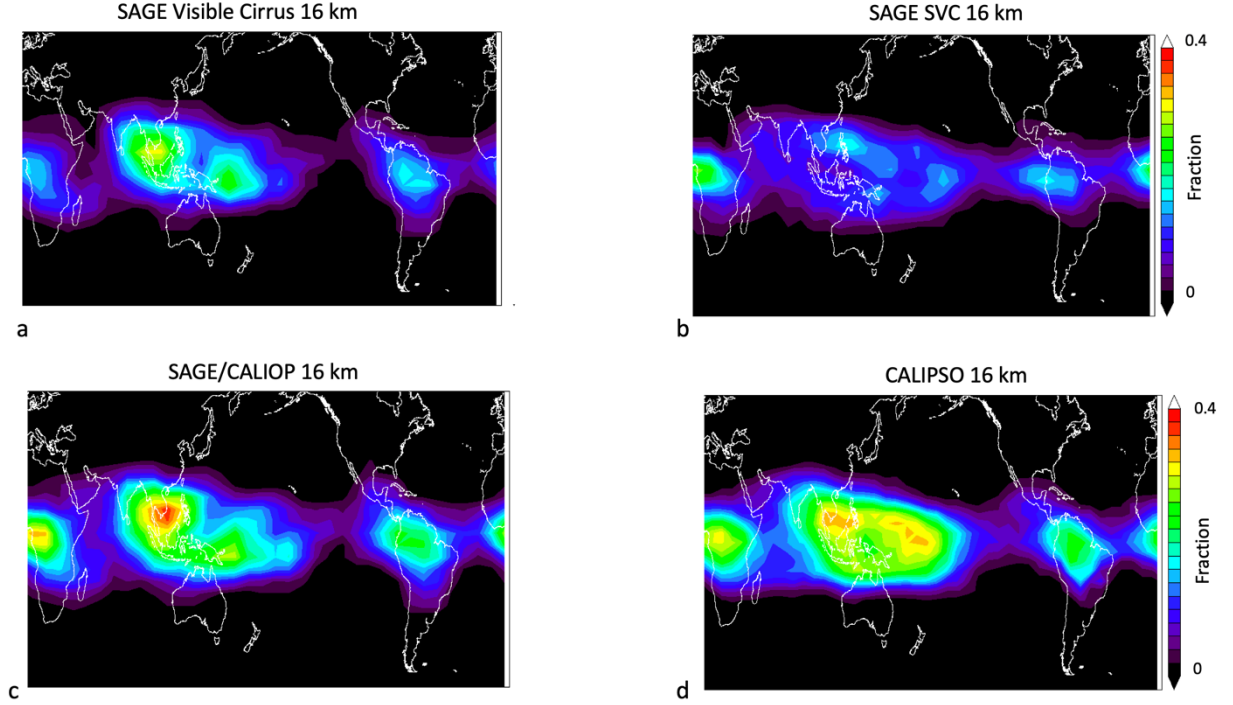 SAGE Visible Cirrus 16 km
SAGE SVC 16 km
0.4
Fraction
0
a
b
SAGE/CALIOP 16 km
CALIPSO 16 km
0.4
Fraction
0
c
d